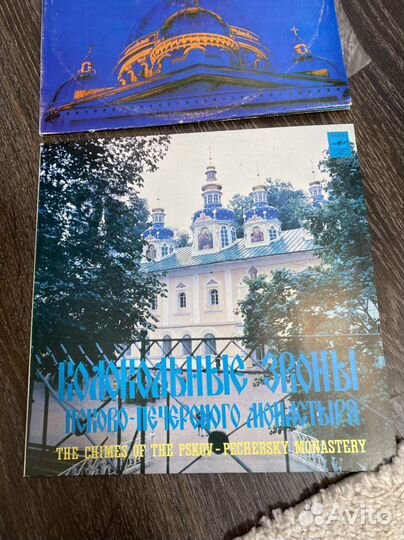 КОЛОКОЛЬНЫЕ ЗВОНЫ
ПСКОВО-ПЕЧЕРСКОГО МОНАСТЫРЯ
THE CHIMES OF THE PSKOV-PECHERSKY MONASTERY
Avito